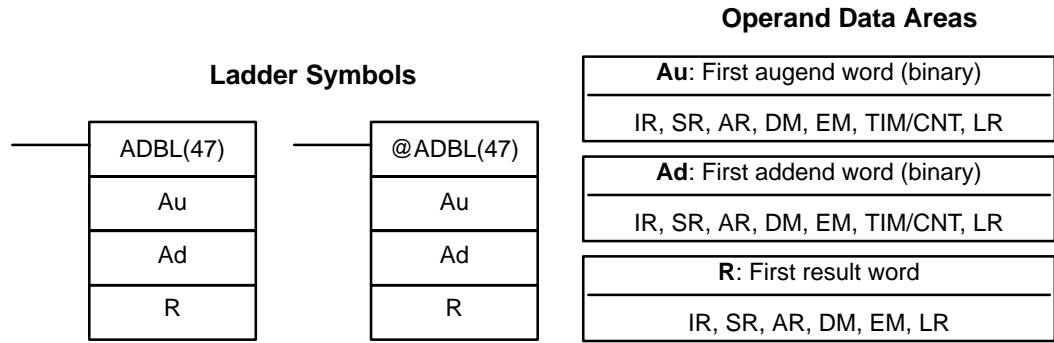 Ladder Symbols
ADBL(47)
Au
Ad
R
@ADBL(47)
Au
Ad
R
Operand Data Areas
Au: First augend word (binary)
IR, SR, AR, DM, EM, TIM/CNT, LR
Ad: First addend word (binary)
IR, SR, AR, DM, EM, TIM/CNT, LR
R: First result word
IR, SR, AR, DM, EM, LR